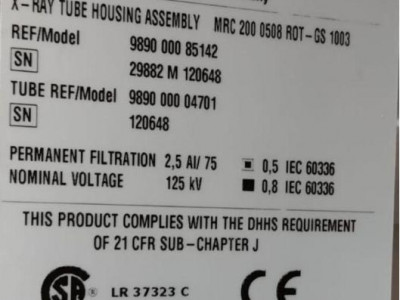 X-RAY TUBE HOUSING ASSEMBLY MRC 200 0508 ROT-GS 1003
REF/Model 9890 000 85142
SN 29882 M 120648
TUBE REF/Model 9890 000 04701
SN 120648
PERMANENT FILTRATION 2,5 Al/ 75 0,5 IEC 60336
NOMINAL VOLTAGE 125 kV 0,8 IEC 60336
THIS PRODUCT COMPLIES WITH THE DHHS REQUIREMENT
OF 21 CFR SUB-CHAPTER J
SA ® LR 37323 C CE